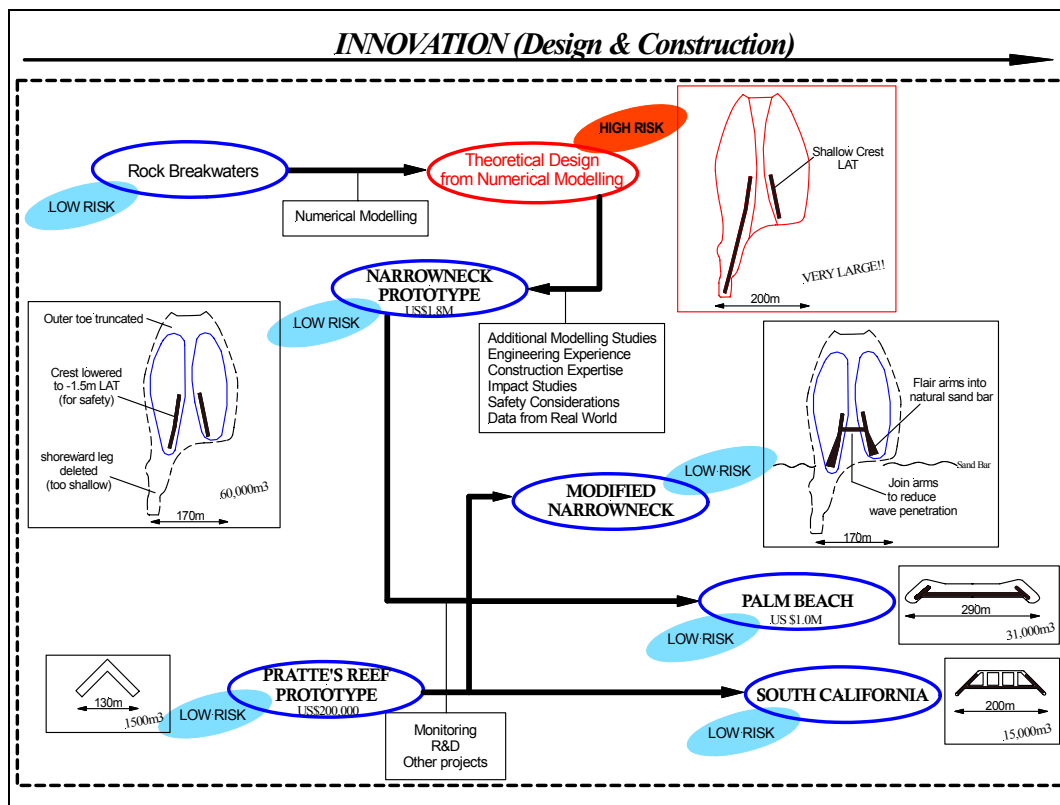 INNOVATION (Design & Construction)
HIGH RISK
Rock Breakwaters
LOW RISK
Theoretical Design
from Numerical Modelling
Numerical Modelling
Shallow Crest
LAT
VERY LARGE!!
200m
NARROWNECK
PROTOTYPE
US$1.8M
LOW RISK
Additional Modelling Studies
Engineering Experience
Construction Expertise
Impact Studies
Safety Considerations
Data from Real World
Outer toe truncated
Crest lowered
to -1.5m LAT
(for safety)
shoreward leg
deleted
(too shallow)
60,000m3
170m
Flair arms into
natural sand bar
Sand Bar
Join arms
to reduce
wave penetration
170m
LOW RISK
MODIFIED
NARROWNECK
PALM BEACH
US $1.0M
LOW RISK
290m
31,000m3
130m
1500m3
LOW RISK
PRATTE'S REEF
PROTOTYPE
US$200,000
Monitoring
R&D
Other projects
SOUTH CALIFORNIA
LOW RISK
200m
15,000m3